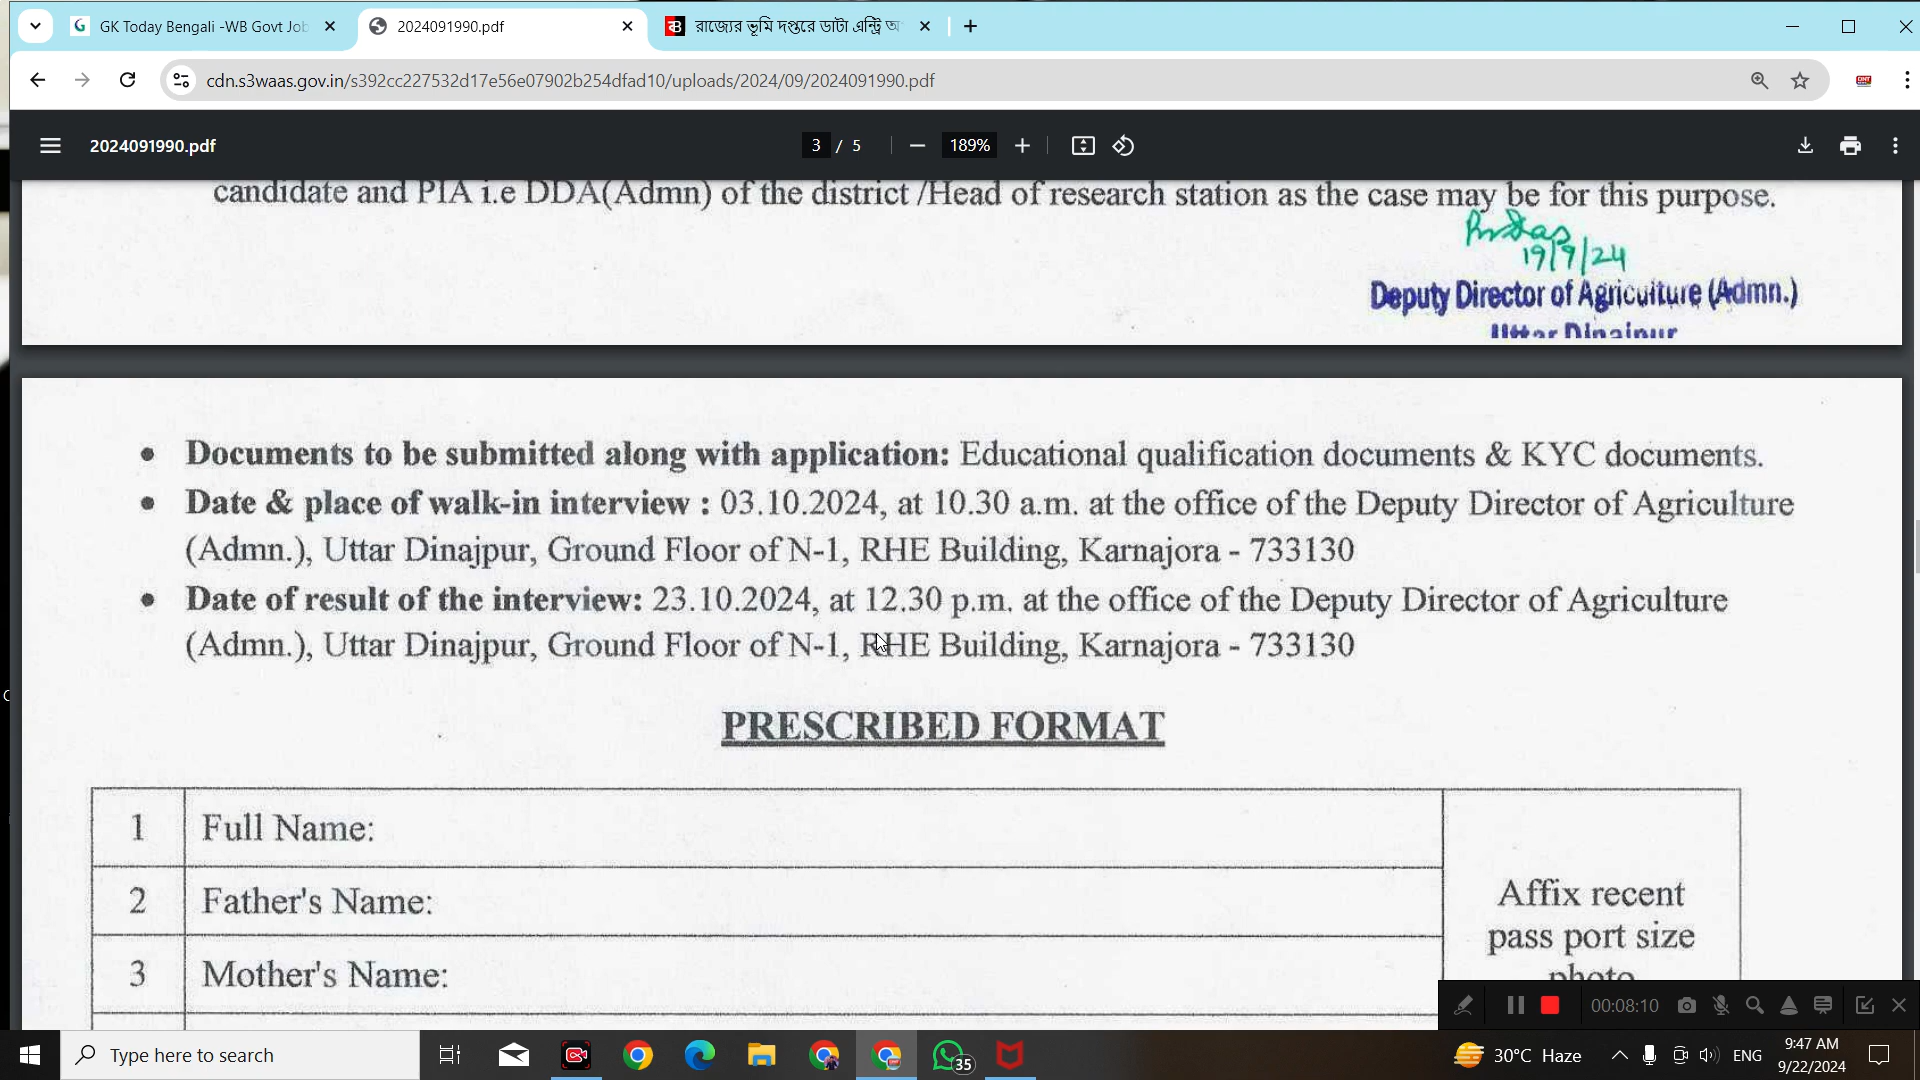 GK Today Bengali -WB Govt Job
2024091990.pdf
রাজ্যের ভূমি দপ্তরে ডাটা এন্ট্রি অ
cdn.s3waas.gov.in/s392cc227532d17e56e07902b254dfad10/uploads/2024/09/2024091990.pdf
2024091990.pdf
3 / 5
189%
candidate and PIA i.e DDA(Admn) of the district /Head of research station as the case may be for this purpose.
19/9/24
Deputy Director of Agriculture (Admn.)
Uttar Dinajpur
• Documents to be submitted along with application: Educational qualification documents & KYC documents.
• Date & place of walk-in interview : 03.10.2024, at 10.30 a.m. at the office of the Deputy Director of Agriculture
(Admn.), Uttar Dinajpur, Ground Floor of N-1, RHE Building, Karnajora - 733130
• Date of result of the interview: 23.10.2024, at 12.30 p.m. at the office of the Deputy Director of Agriculture
(Admn.), Uttar Dinajpur, Ground Floor of N-1, RHE Building, Karnajora - 733130
PRESCRIBED FORMAT
1 Full Name:
2 Father's Name:
3 Mother's Name:
Affix recent
pass port size
photo
00:08:10
Type here to search
35
30°C Haze
ENG
9:47 AM
9/22/2024